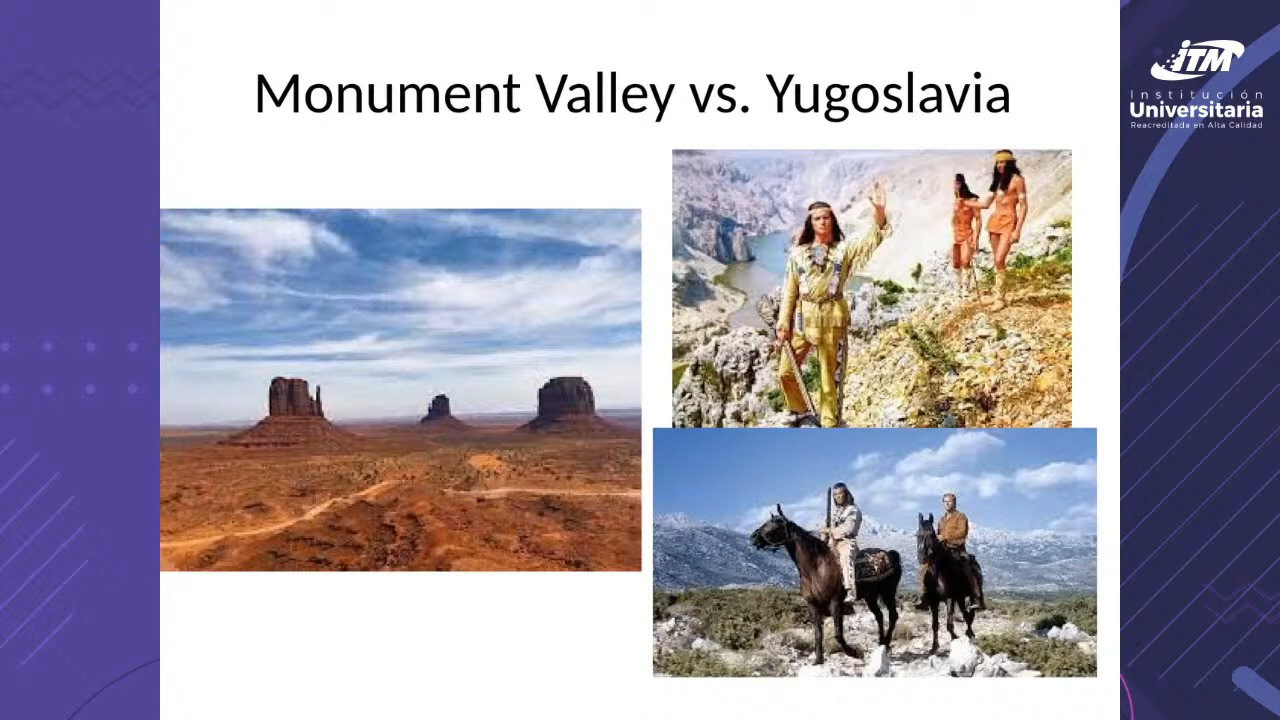 Monument Valley vs. Yugoslavia
iTM
Institución
Universitaria
Reacreditada en Alta Calidad